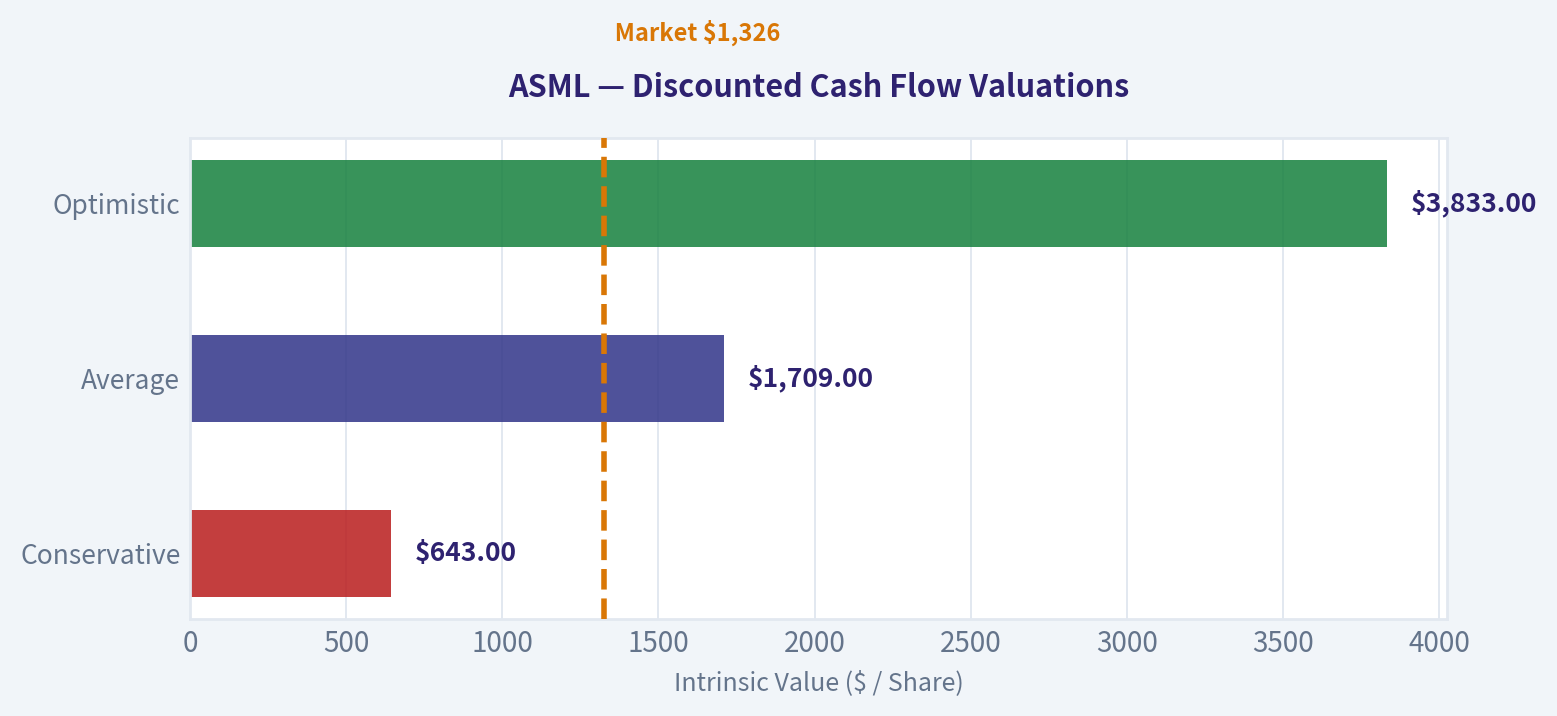 Market $1,326
ASML — Discounted Cash Flow Valuations
Optimistic
$3,833.00
Average
$1,709.00
Conservative
$643.00
0 500 1000 1500 2000 2500 3000 3500 4000
Intrinsic Value ($ / Share)